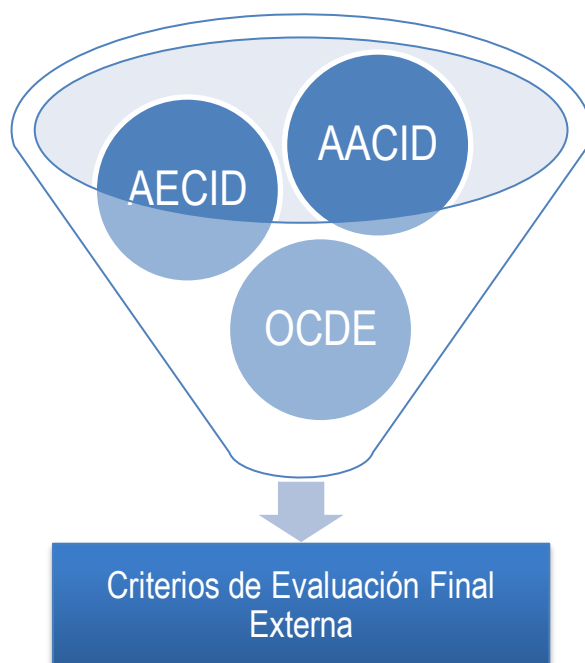 AACID
AECID
OCDE
Criterios de Evaluación Final
Externa